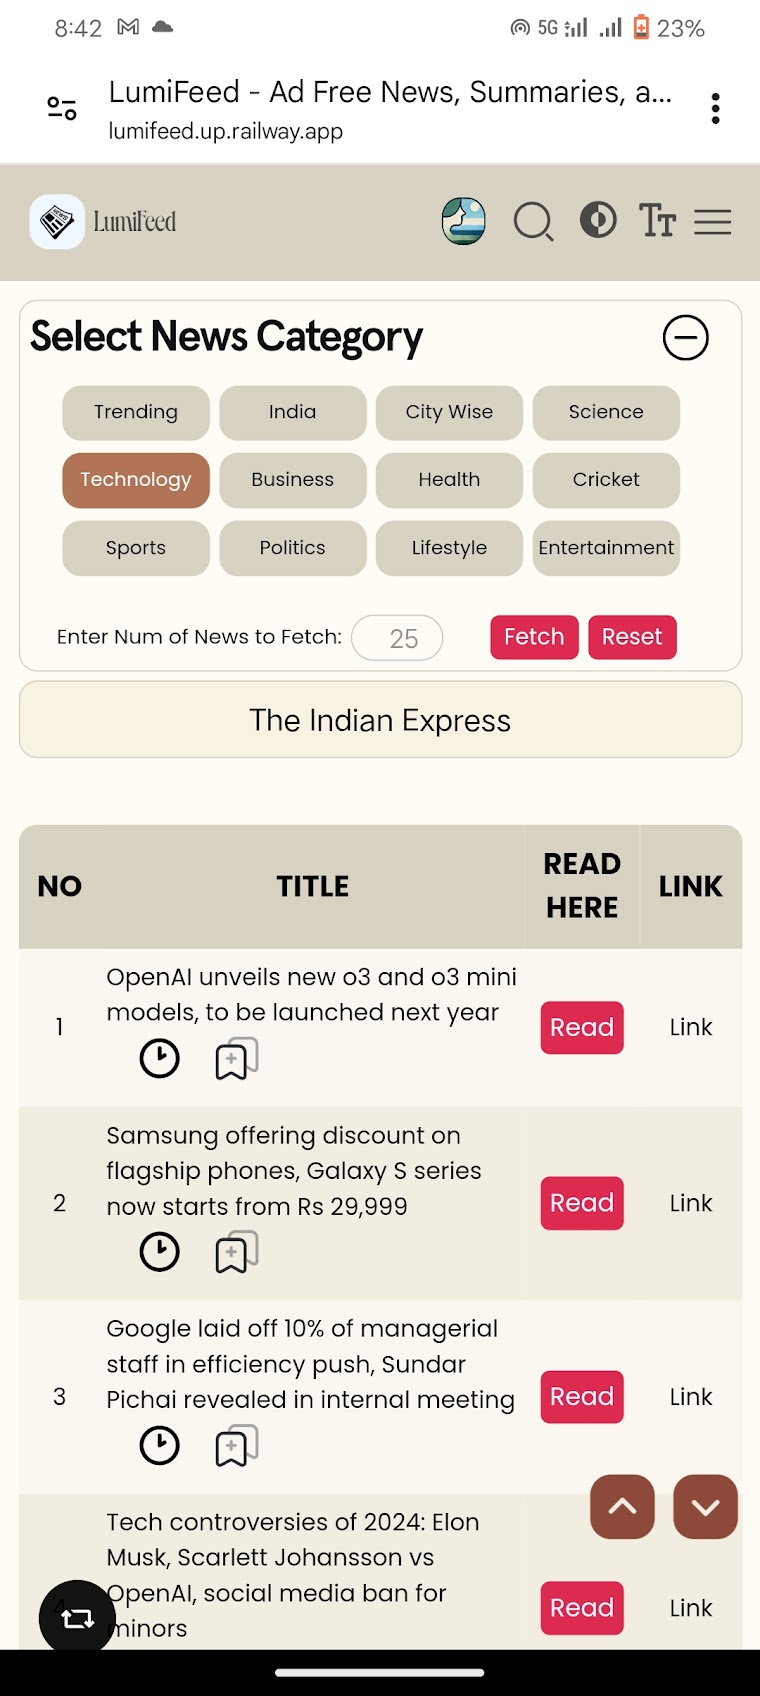 8:42
5G
23%
LumiFeed - Ad Free News, Summaries, a...
lumifeed.up.railway.app
NEWS
LumiFeed
TT
Select News Category
Trending
India
City Wise
Science
Technology
Business
Health
Cricket
Sports
Politics
Lifestyle
Entertainment
Enter Num of News to Fetch:
25
Fetch
Reset
The Indian Express
NO
TITLE
READ
HERE
LINK
1
OpenAI unveils new o3 and o3 mini
models, to be launched next year
Read
Link
2
Samsung offering discount on
flagship phones, Galaxy S series
now starts from Rs 29,999
Read
Link
3
Google laid off 10% of managerial
staff in efficiency push, Sundar
Pichai revealed in internal meeting
Read
Link
4
Tech controversies of 2024: Elon
Musk, Scarlett Johansson vs
OpenAI, social media ban for
minors
Read
Link